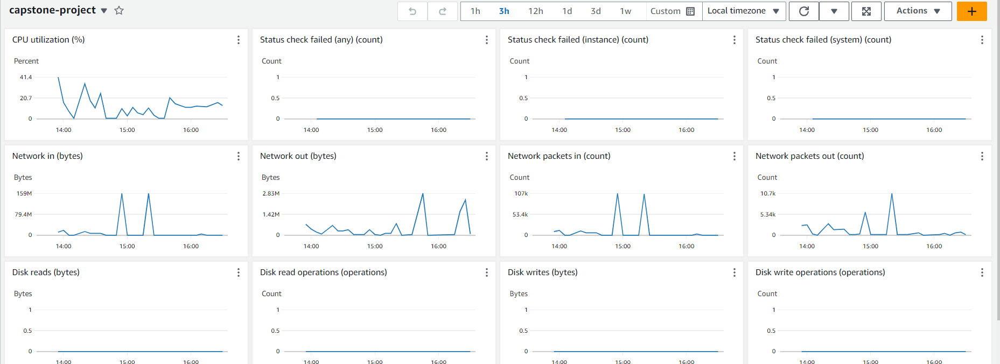 capstone-project
1h 3h 12h 1d 3d 1w Custom Local timezone Actions
CPU utilization (%)
Percent
41.4
20.7
0
14:00 15:00 16:00
Status check failed (any) (count)
Count
1
0.5
0
14:00 15:00 16:00
Status check failed (instance) (count)
Count
1
0.5
0
14:00 15:00 16:00
Status check failed (system) (count)
Count
1
0.5
0
14:00 15:00 16:00
Network in (bytes)
Bytes
159M
79.4M
0
14:00 15:00 16:00
Network out (bytes)
Bytes
2.83M
1.42M
0
14:00 15:00 16:00
Network packets in (count)
Count
107k
53.4k
0
14:00 15:00 16:00
Network packets out (count)
Count
10.7k
5.34k
0
14:00 15:00 16:00
Disk reads (bytes)
Bytes
1
0.5
0
14:00 15:00 16:00
Disk read operations (operations)
Count
1
0.5
0
14:00 15:00 16:00
Disk writes (bytes)
Bytes
1
0.5
0
14:00 15:00 16:00
Disk write operations (operations)
Count
1
0.5
0
14:00 15:00 16:00